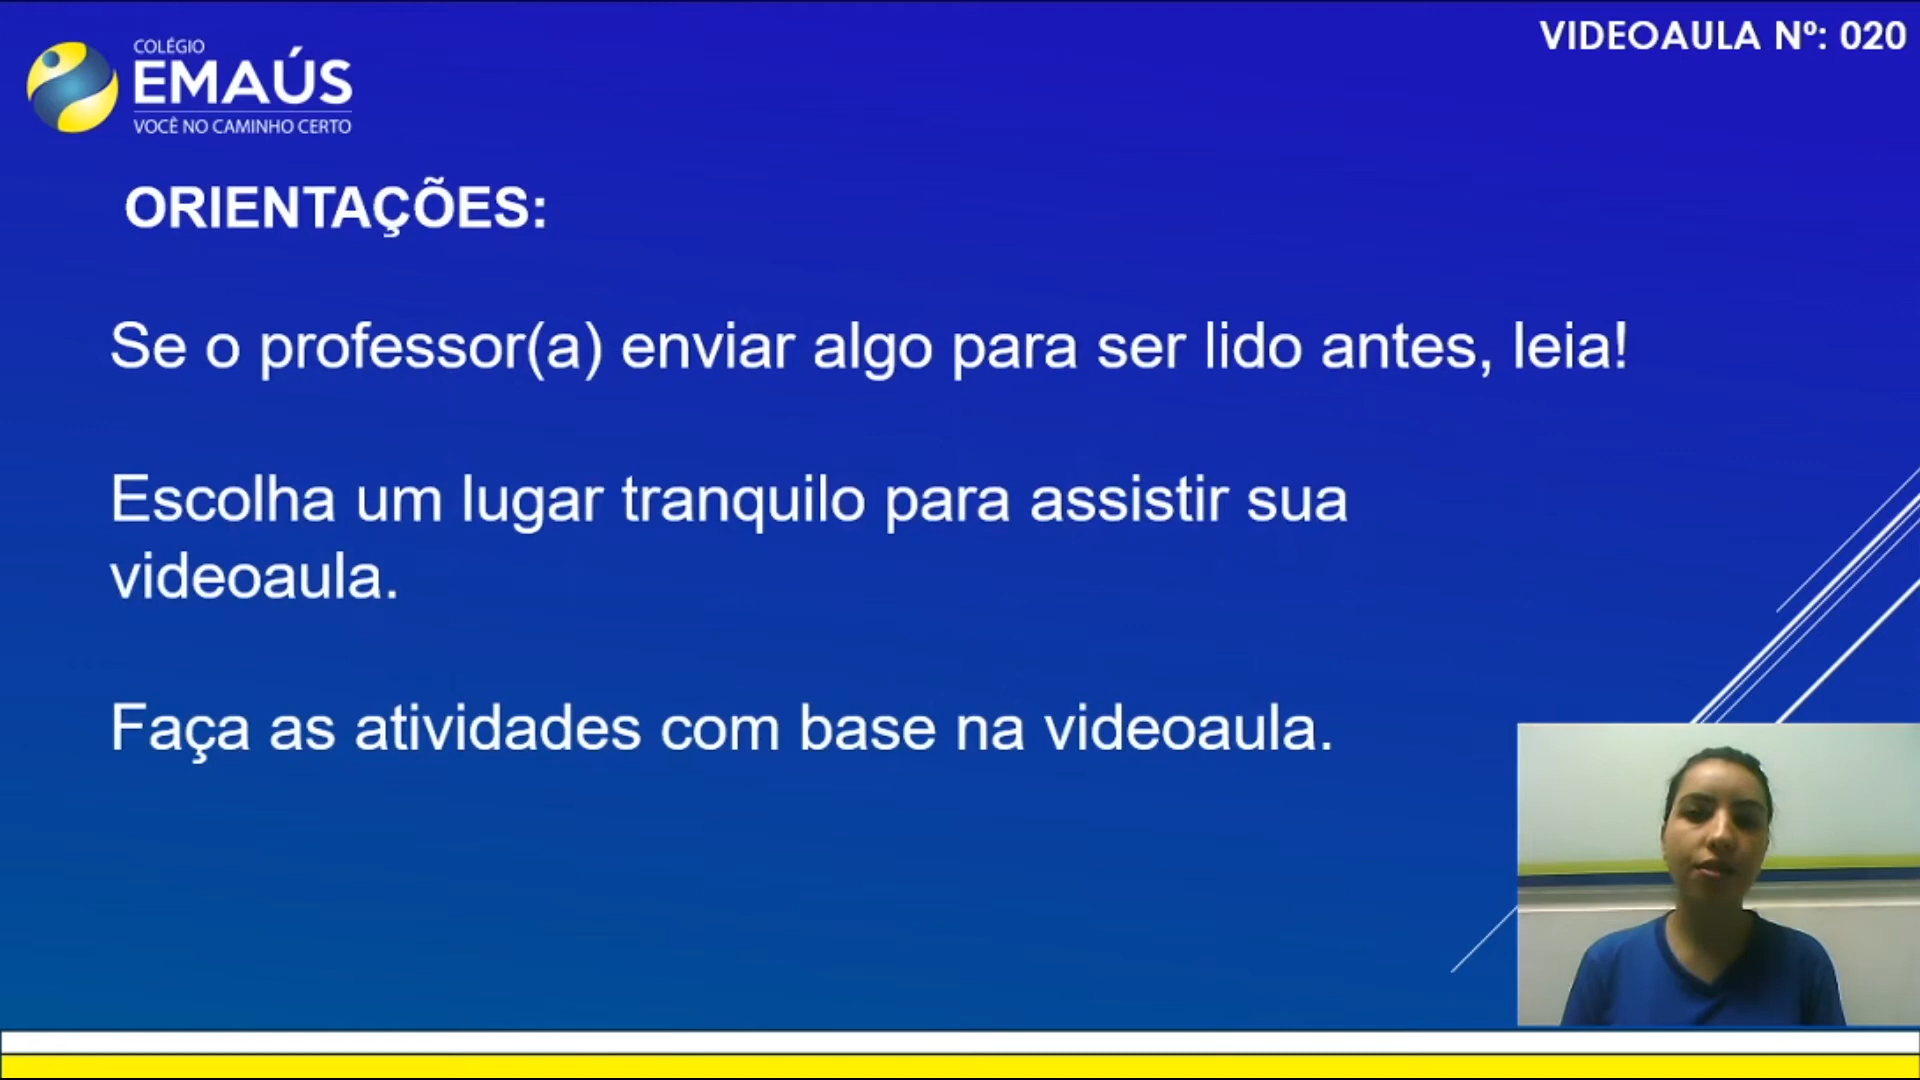 COLÉGIO
EMAÚS
VOCÊ NO CAMINHO CERTO
VIDEOAULA Nº: 020
ORIENTAÇÕES:
Se o professor(a) enviar algo para ser lido antes, leia!
Escolha um lugar tranquilo para assistir sua
videoaula.
Faça as atividades com base na videoaula.